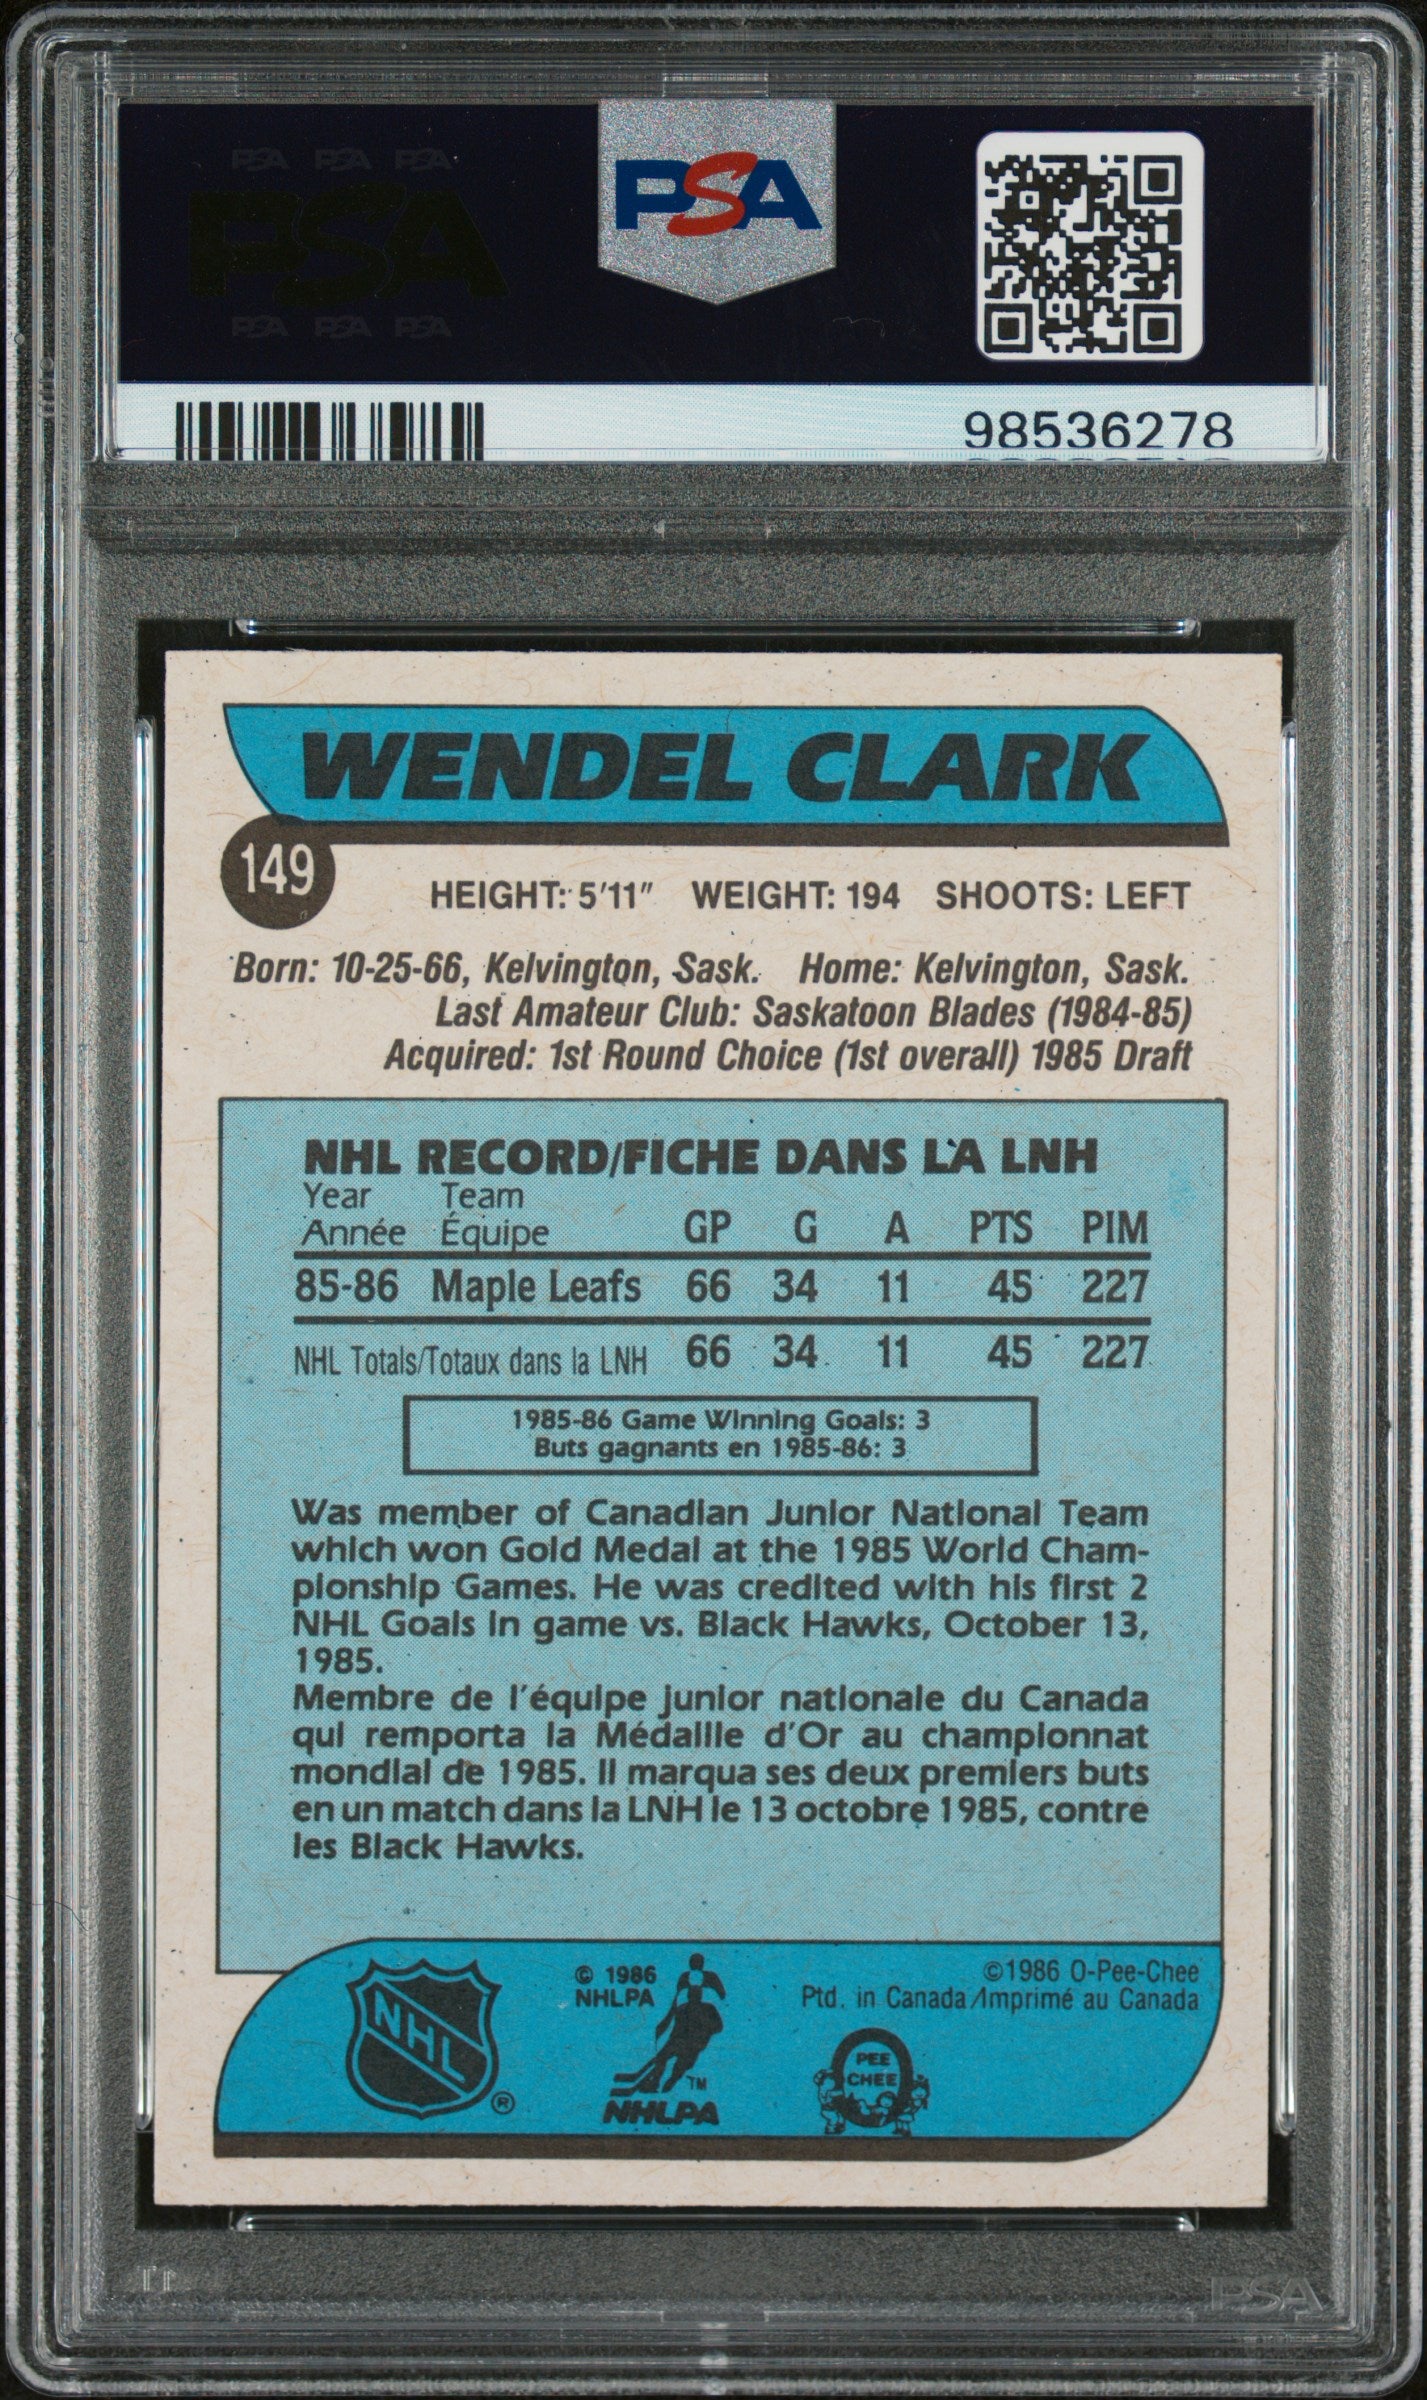 PSA PSA PSA
PSA
PSA PSA PSA
PSA
98536278
WENDEL CLARK
149
HEIGHT: 5'11" WEIGHT: 194 SHOOTS: LEFT
Born: 10-25-66, Kelvington, Sask. Home: Kelvington, Sask.
Last Amateur Club: Saskatoon Blades (1984-85)
Acquired: 1st Round Choice (1st overall) 1985 Draft
NHL RECORD/FICHE DANS LA LNH
Year Team
Année Équipe GP G A PTS PIM
85-86 Maple Leafs 66 34 11 45 227
NHL Totals/Totaux dans la LNH 66 34 11 45 227
1985-86 Game Winning Goals: 3
Buts gagnants en 1985-86: 3
Was member of Canadian Junior National Team
which won Gold Medal at the 1985 World Cham-
pionship Games. He was credited with his first 2
NHL Goals in game vs. Black Hawks, October 13,
1985.
Membre de l'équipe junior nationale du Canada
qui remporta la Médaille d'Or au championnat
mondial de 1985. Il marqua ses deux premiers buts
en un match dans la LNH le 13 octobre 1985, contre
les Black Hawks.
NHL ®
© 1986
NHLPA
TM
NHLPA
©1986 O-Pee-Chee
Ptd. in Canada/Imprimé au Canada
PEE
CHEE
PSA